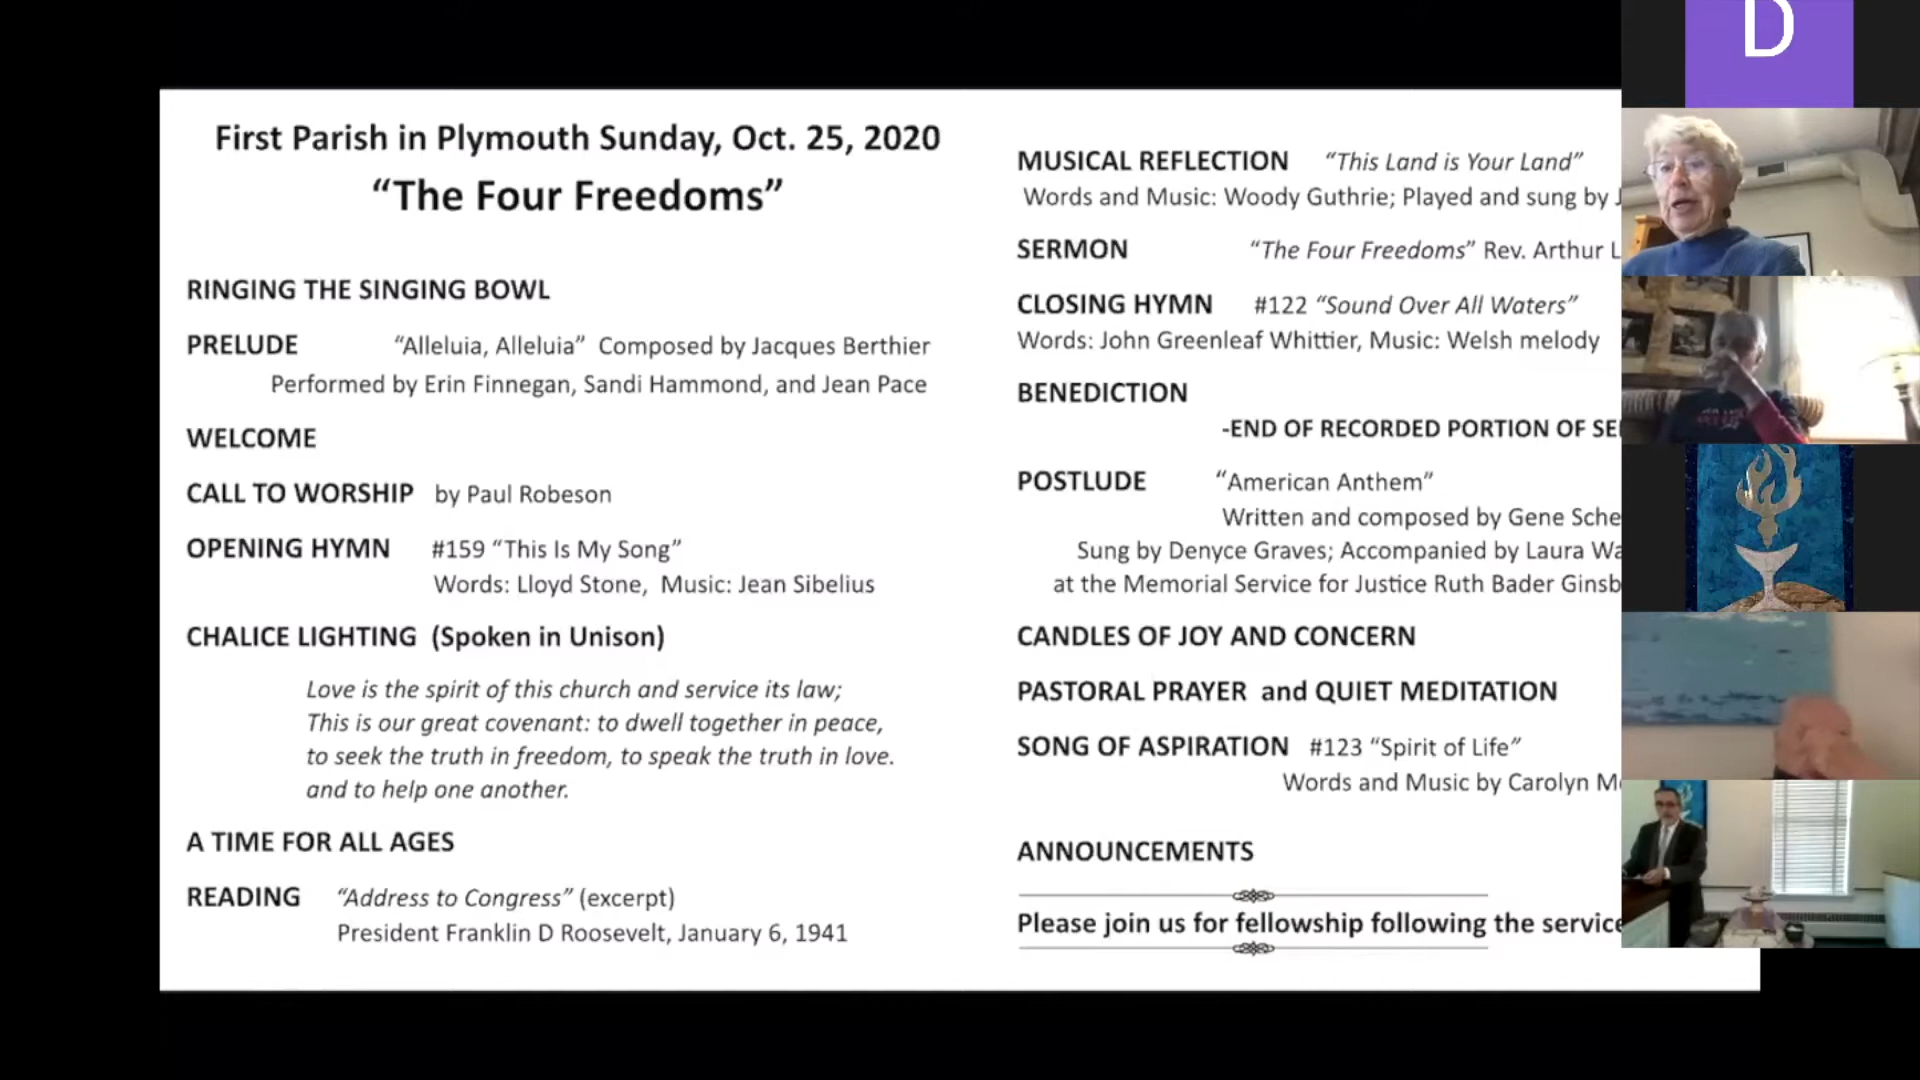 First Parish in Plymouth Sunday, Oct. 25, 2020
“The Four Freedoms”
RINGING THE SINGING BOWL
PRELUDE “Alleluia, Alleluia” Composed by Jacques Berthier
Performed by Erin Finnegan, Sandi Hammond, and Jean Pace
WELCOME
CALL TO WORSHIP by Paul Robeson
OPENING HYMN #159 “This Is My Song”
Words: Lloyd Stone, Music: Jean Sibelius
CHALICE LIGHTING (Spoken in Unison)
Love is the spirit of this church and service its law;
This is our great covenant: to dwell together in peace,
to seek the truth in freedom, to speak the truth in love.
and to help one another.
A TIME FOR ALL AGES
READING “Address to Congress” (excerpt)
President Franklin D Roosevelt, January 6, 1941
MUSICAL REFLECTION “This Land is Your Land”
Words and Music: Woody Guthrie; Played and sung by
SERMON “The Four Freedoms” Rev. Arthur
CLOSING HYMN #122 “Sound Over All Waters”
Words: John Greenleaf Whittier, Music: Welsh melody
BENEDICTION
-END OF RECORDED PORTION OF
POSTLUDE “American Anthem”
Written and composed by Gene
Sung by Denyce Graves; Accompanied by Laura
at the Memorial Service for Justice Ruth Bader
CANDLES OF JOY AND CONCERN
PASTORAL PRAYER and QUIET MEDITATION
SONG OF ASPIRATION #123 “Spirit of Life”
Words and Music by Carolyn
ANNOUNCEMENTS
Please join us for fellowship following the service
D